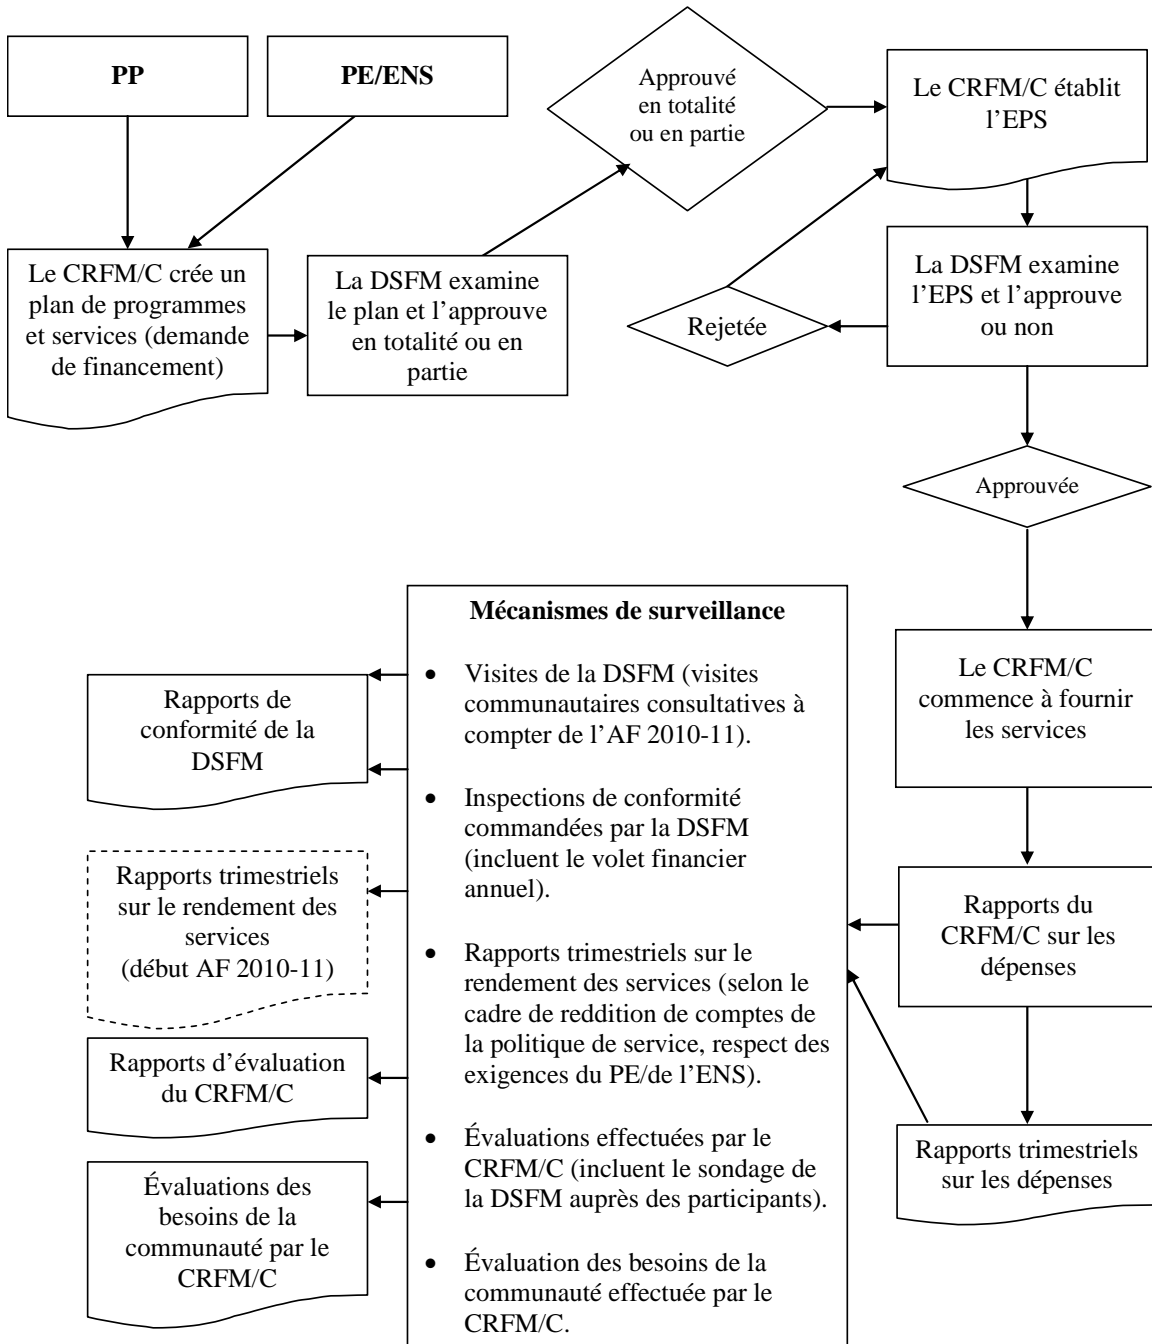 PP
PE/ENS
Approuvé
en totalité
ou en partie
Le CRFM/C établit
l’EPS
Le CRFM/C crée un
plan de programmes
et services (demande
de financement)
La DSFM examine
le plan et l’approuve
en totalité ou en
partie
Rejetée
La DSFM examine
l’EPS et l’approuve
ou non
Approuvée
Le CRFM/C
commence à fournir
les services
Rapports du
CRFM/C sur les
dépenses
Rapports trimestriels
sur les dépenses
Mécanismes de surveillance
• Visites de la DSFM (visites
communautaires consultatives à
compter de l’AF 2010-11).
• Inspections de conformité
commandées par la DSFM
(incluent le volet financier
annuel).
• Rapports trimestriels sur le
rendement des services (selon le
cadre de reddition de comptes de
la politique de service, respect des
exigences du PE/de l’ENS).
• Évaluations effectuées par le
CRFM/C (incluent le sondage de
la DSFM auprès des participants).
• Évaluation des besoins de la
communauté effectuée par le
CRFM/C.
Rapports de
conformité de la
DSFM
Rapports trimestriels
sur le rendement des
services
(début AF 2010-11)
Rapports d’évaluation
du CRFM/C
Évaluations des
besoins de la
communauté par le
CRFM/C